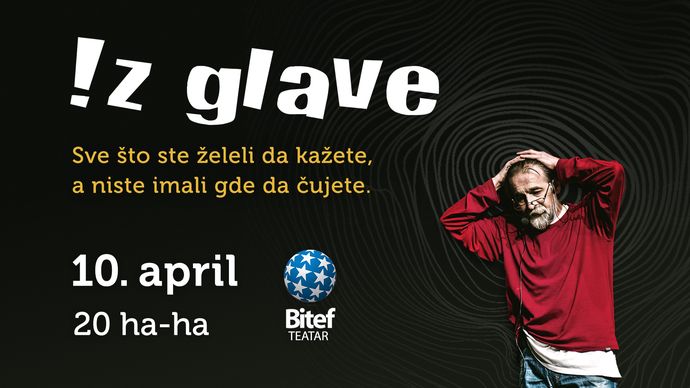 !z glave
Sve što ste želeli da kažete,
a niste imali gde da čujete.
10. april
20 ha-ha
Bitef
TEATAR